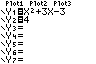 Plot1 Plot2 Plot3
\Y₁=X²+3X-3
\Y₂=4
\Y₃=
\Y₄=
\Y₅=
\Y₆=
\Y₇=